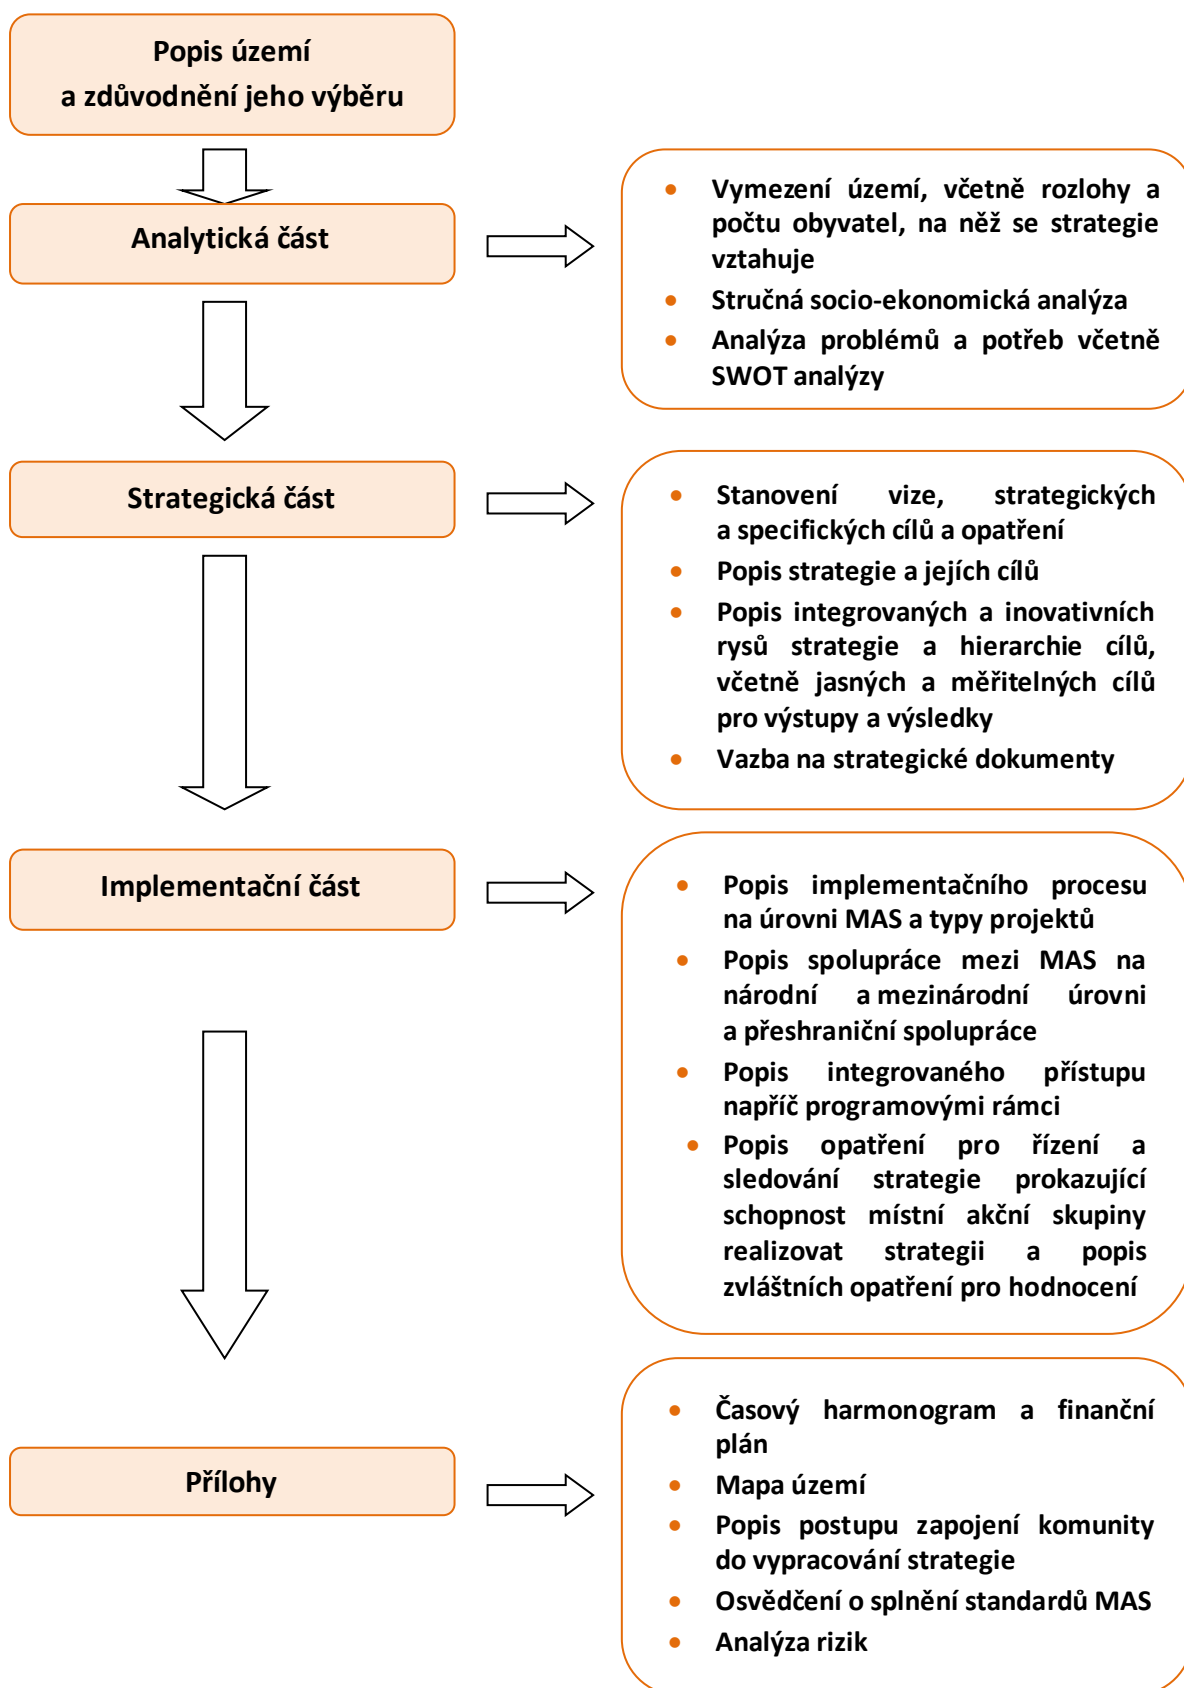 Popis území
a zdůvodnění jeho výběru
Analytická část
• Vymezení území, včetně rozlohy a
počtu obyvatel, na něž se strategie
vztahuje
• Stručná socio-ekonomická analýza
• Analýza problémů a potřeb včetně
SWOT analýzy
Strategická část
• Stanovení vize, strategických
a specifických cílů a opatření
• Popis strategie a jejích cílů
• Popis integrovaných a inovativních
rysů strategie a hierarchie cílů,
včetně jasných a měřitelných cílů
pro výstupy a výsledky
• Vazba na strategické dokumenty
Implementační část
• Popis implementačního procesu
na úrovni MAS a typy projektů
• Popis spolupráce mezi MAS na
národní a mezinárodní úrovni
a přeshraniční spolupráce
• Popis integrovaného přístupu
napříč programovými rámci
• Popis opatření pro řízení a
sledování strategie prokazující
schopnost místní akční skupiny
realizovat strategii a popis
zvláštních opatření pro hodnocení
Přílohy
• Časový harmonogram a finanční
plán
• Mapa území
• Popis postupu zapojení komunity
do vypracování strategie
• Osvědčení o splnění standardů MAS
• Analýza rizik